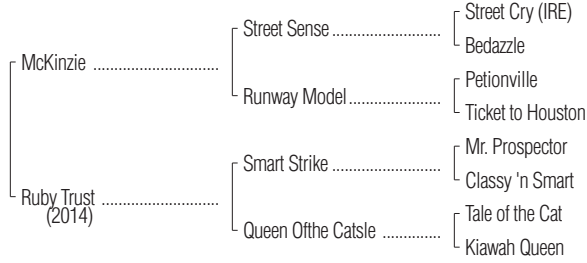 Street Cry (IRE)
Street Sense ........................
Bedazzle
McKinzie ..............................
Petionville
Runway Model.....................
Ticket to Houston
Mr. Prospector
Smart Strike ........................
Classy 'n Smart
Ruby Trust ............................
(2014)
Tale of the Cat
Queen Ofthe Catsle ..............
Kiawah Queen